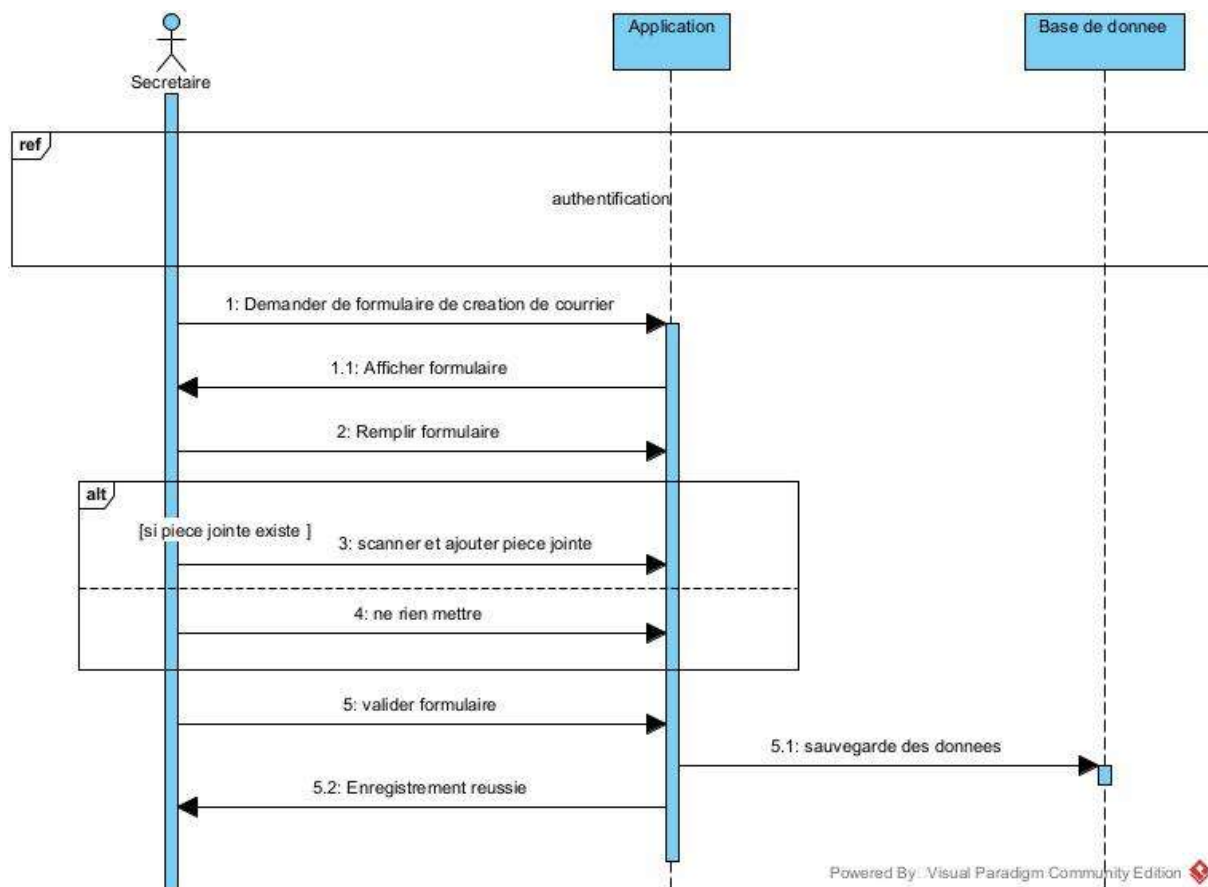 Application
Base de donnee
Secretaire
ref
authentification
1: Demander de formulaire de creation de courrier
1.1: Afficher formulaire
2: Remplir formulaire
alt
[si piece jointe existe ]
3: scanner et ajouter piece jointe
4: ne rien mettre
5: valider formulaire
5.1: sauvegarde des donnees
5.2: Enregistrement reussie
Powered By: Visual Paradigm Community Edition